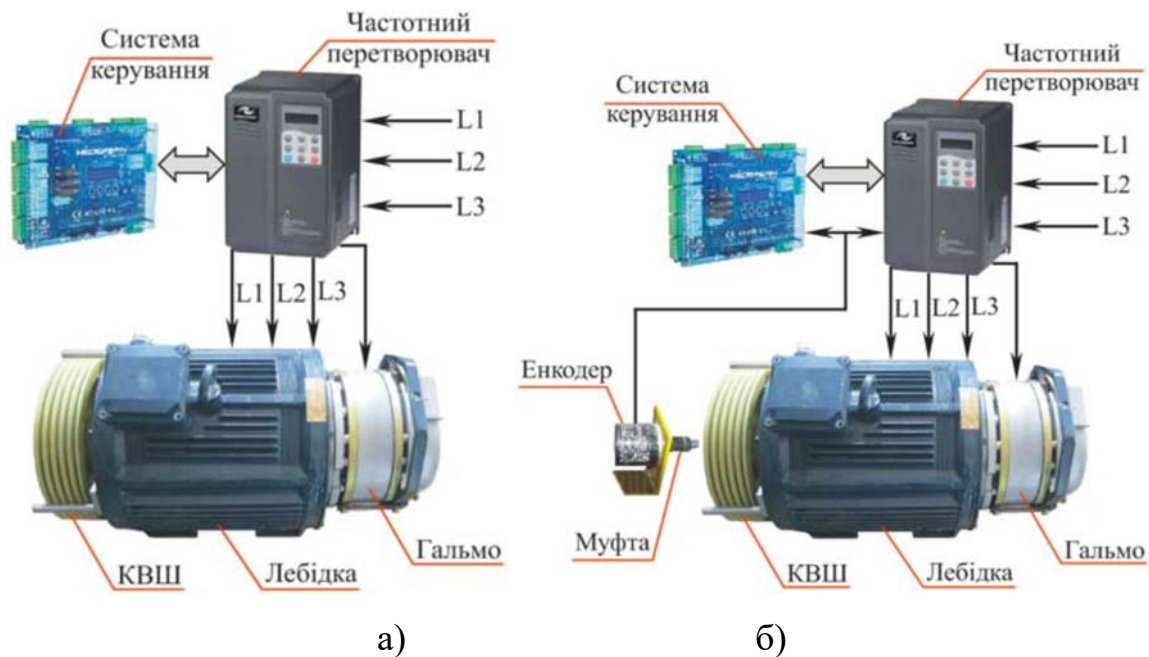 Частотний
перетворювач
Система
керування
L1
L2
L3
L1 L2 L3
КВШ
Лебідка
Гальмо
а)
Частотний
перетворювач
Система
керування
L1
L2
L3
L1 L2 L3
Енкодер
Муфта
КВШ
Лебідка
Гальмо
б)